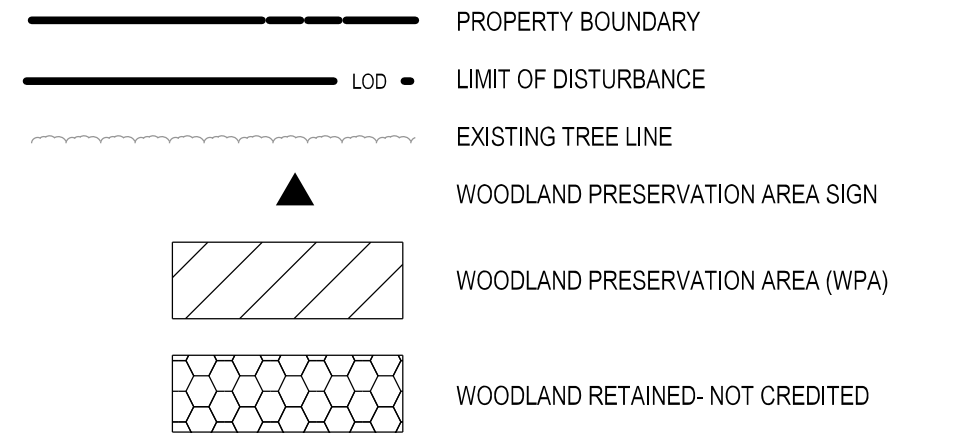 PROPERTY BOUNDARY
LOD LIMIT OF DISTURBANCE
EXISTING TREE LINE
WOODLAND PRESERVATION AREA SIGN
WOODLAND PRESERVATION AREA (WPA)
WOODLAND RETAINED- NOT CREDITED